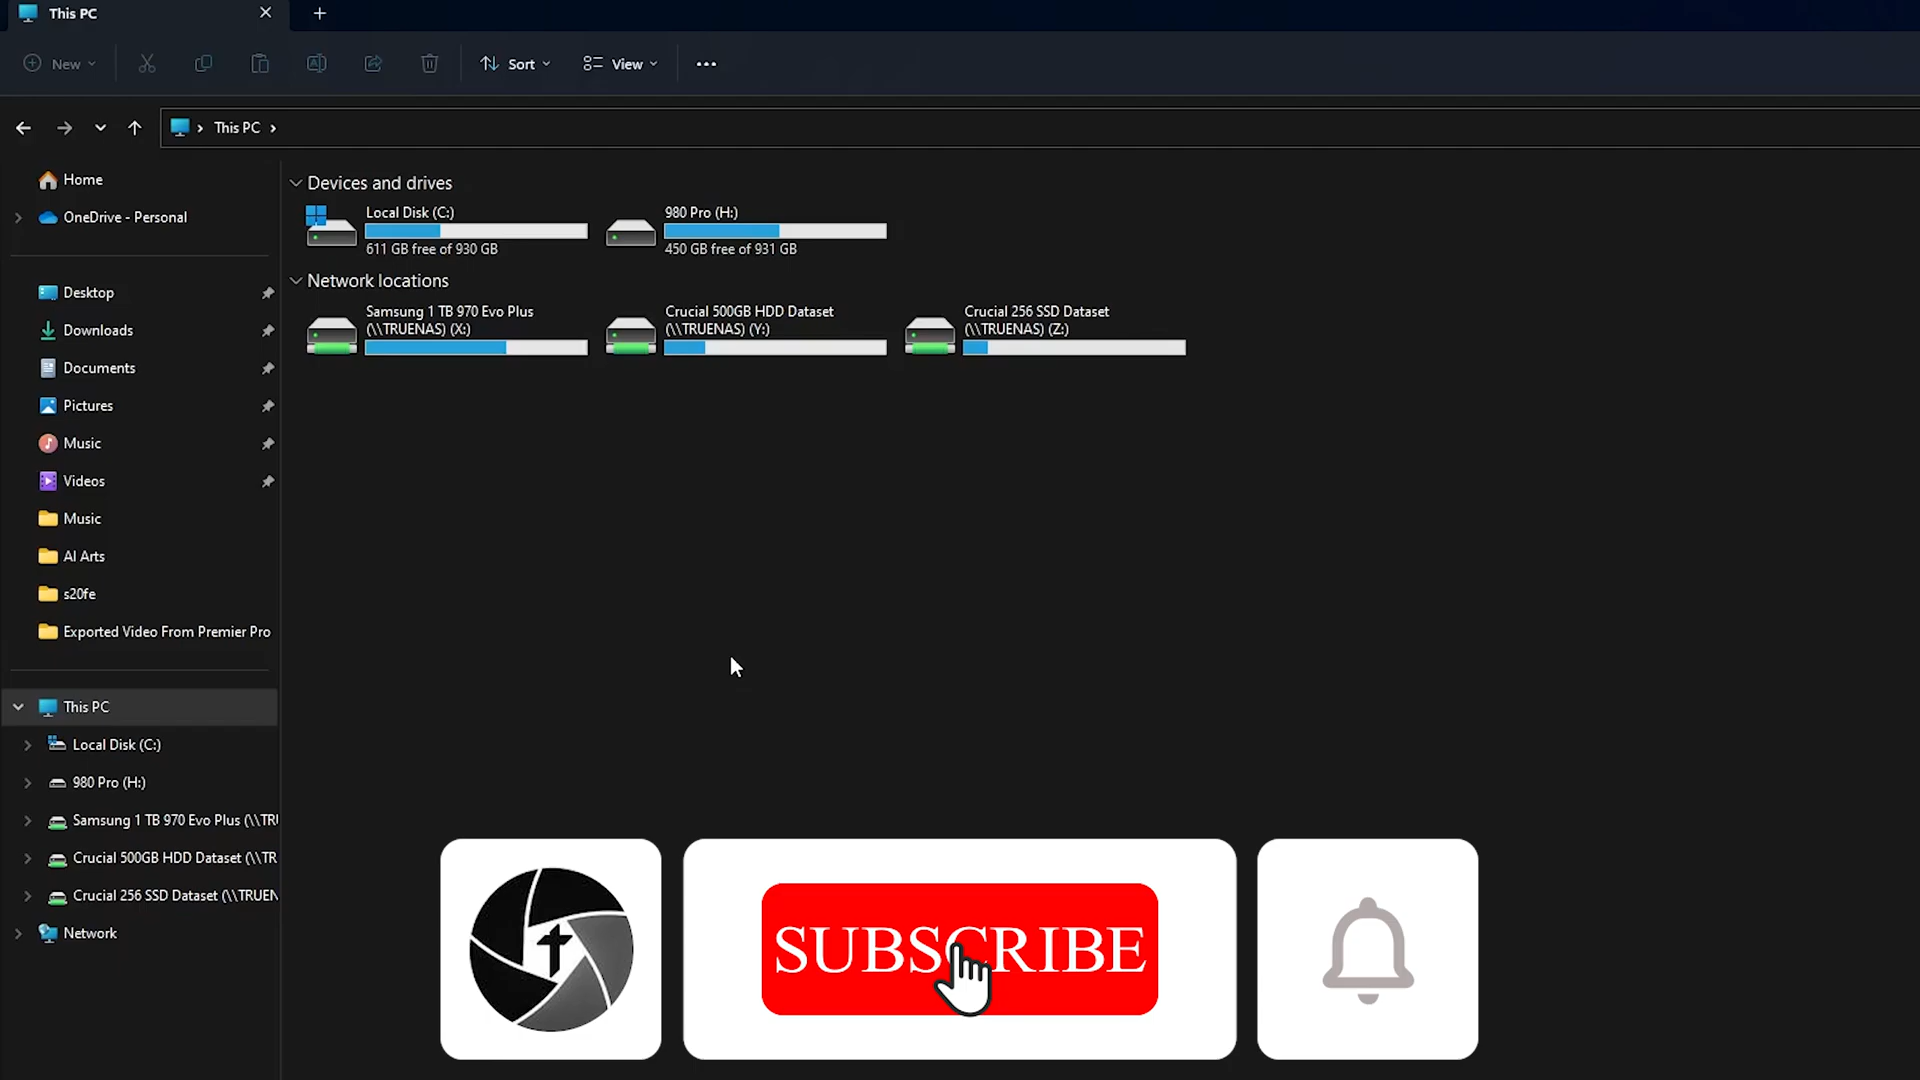 This PC
New
Sort
View
This PC
Home
OneDrive - Personal
Desktop
Downloads
Documents
Pictures
Music
Videos
Music
AI Arts
s20fe
Exported Video From Premier Pro
This PC
Local Disk (C:)
980 Pro (H:)
Samsung 1 TB 970 Evo Plus (\\TRU
Crucial 500GB HDD Dataset (\\TR
Crucial 256 SSD Dataset (\\TRUEN
Network
Devices and drives
Local Disk (C:)
611 GB free of 930 GB
980 Pro (H:)
450 GB free of 931 GB
Network locations
Samsung 1 TB 970 Evo Plus
(\\TRUENAS) (X:)
Crucial 500GB HDD Dataset
(\\TRUENAS) (Y:)
Crucial 256 SSD Dataset
(\\TRUENAS) (Z:)
SUBSCRIBE